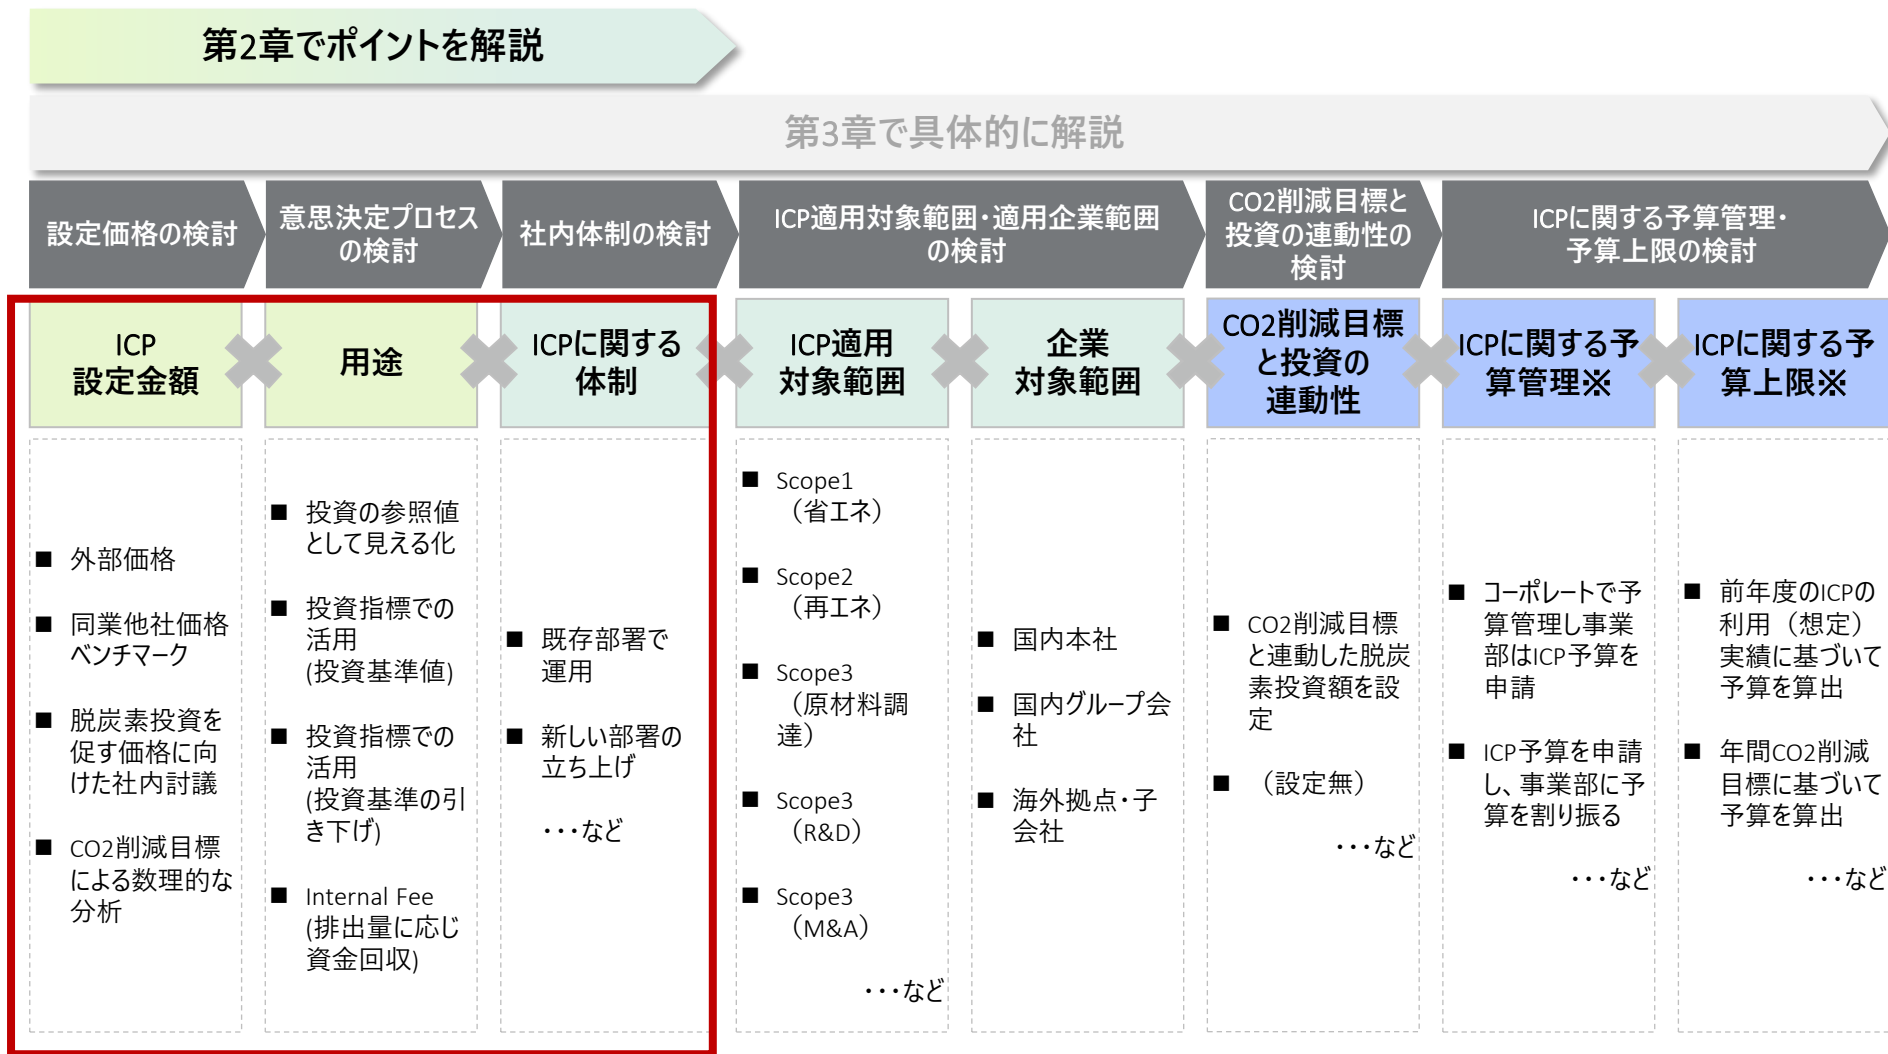 第2章でポイントを解説
第3章で具体的に解説
設定価格の検討
意思決定プロセス
の検討
社内体制の検討
ICP適用対象範囲・適用企業範囲
の検討
CO2削減目標と
投資の連動性の
検討
ICPに関する予算管理・
予算上限の検討
ICP
設定金額
用途
ICPに関する
体制
ICP適用
対象範囲
企業
対象範囲
CO2削減目標
と投資の
連動性
ICPに関する予
算管理※
ICPに関する予
算上限※
■ 外部価格
■ 同業他社価格
ベンチマーク
■ 脱炭素投資を
促す価格に向
けた社内討議
■ CO2削減目標
による数理的な
分析
■ 投資の参照値
として見える化
■ 投資指標での
活用
(投資基準値)
■ 投資指標での
活用
(投資基準の引
き下げ)
■ Internal Fee
(排出量に応じ
資金回収)
■ 既存部署で
運用
■ 新しい部署の
立ち上げ
・・・など
■ Scope1
（省エネ）
■ Scope2
（再エネ）
■ Scope3
（原材料調
達）
■ Scope3
（R&D）
■ Scope3
（M&A）
・・・など
■ 国内本社
■ 国内グループ会
社
■ 海外拠点・子
会社
■ CO2削減目標
と連動した脱炭
素投資額を設
定
■ （設定無）
・・・など
■ コーポレートで予
算管理し事業
部はICP予算を
申請
■ ICP予算を申請
し、事業部に予
算を割り振る
・・・など
■ 前年度のICPの
利用（想定）
実績に基づいて
予算を算出
■ 年間CO2削減
目標に基づいて
予算を算出
・・・など